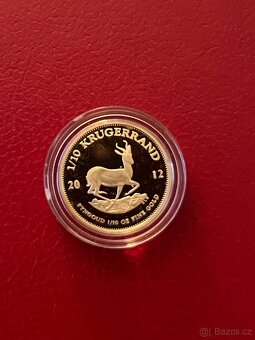 1/10 KRUGERRAND
20 12
FYNGOUD 1/10 OZ FINE GOLD
© Bazos.cz